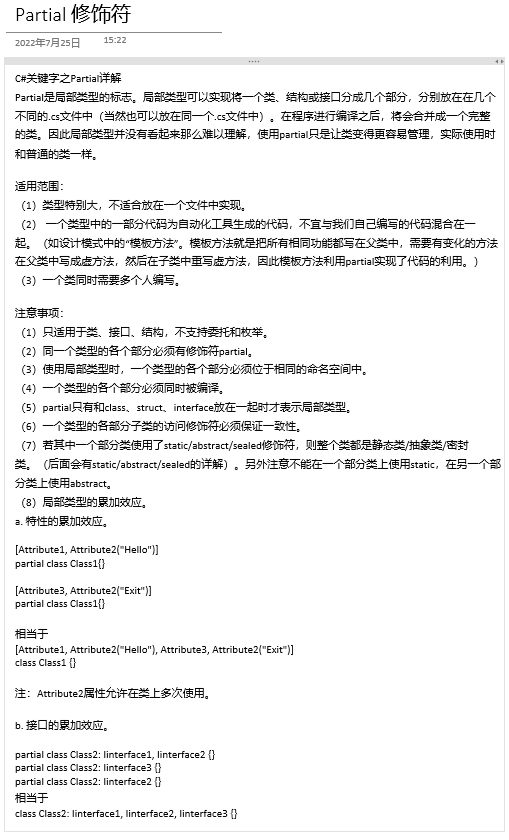 Partial 修饰符
2022年7月25日 15:22
C#关键字之Partial详解
Partial是局部类型的标志。局部类型可以实现将一个类、结构或接口分成几个部分，分别放在在几个
不同的.cs文件中（当然也可以放在同一个.cs文件中）。在程序进行编译之后，将会合并成一个完整
的类。因此局部类型并没有看起来那么难以理解，使用partial只是让类变得更容易管理，实际使用时
和普通的类一样。
适用范围：
（1）类型特别大，不适合放在一个文件中实现。
（2） 一个类型中的一部分代码为自动化工具生成的代码，不宜与我们自己编写的代码混合在一
起。（如设计模式中的“模板方法”。模板方法就是把所有相同功能都写在父类中，需要有变化的方法
在父类中写成虚方法，然后在子类中重写虚方法，因此模板方法利用partial实现了代码的利用。）
（3）一个类同时需要多个人编写。
注意事项：
（1）只适用于类、接口、结构，不支持委托和枚举。
（2）同一个类型的各个部分必须有修饰符partial。
（3）使用局部类型时，一个类型的各个部分必须位于相同的命名空间中。
（4）一个类型的各个部分必须同时被编译。
（5）partial只有和class、struct、interface放在一起时才表示局部类型。
（6）一个类型的各部分子类的访问修饰符必须保证一致性。
（7）若其中一个部分类使用了static/abstract/sealed修饰符，则整个类都是静态类/抽象类/密封
类。（后面会有static/abstract/sealed的详解）。另外注意不能在一个部分类上使用static，在另一个部
分类上使用abstract。
（8）局部类型的累加效应。
a. 特性的累加效应。
[Attribute1, Attribute2("Hello")]
partial class Class1{}
[Attribute3, Attribute2("Exit")]
partial class Class1{}
相当于
[Attribute1, Attribute2("Hello"), Attribute3, Attribute2("Exit")]
class Class1 {}
注：Attribute2属性允许在类上多次使用。
b. 接口的累加效应。
partial class Class2: Iinterface1, Iinterface2 {}
partial class Class2: Iinterface3 {}
partial class Class2: Iinterface2 {}
相当于
class Class2: Iinterface1, Iinterface2, Iinterface3 {}